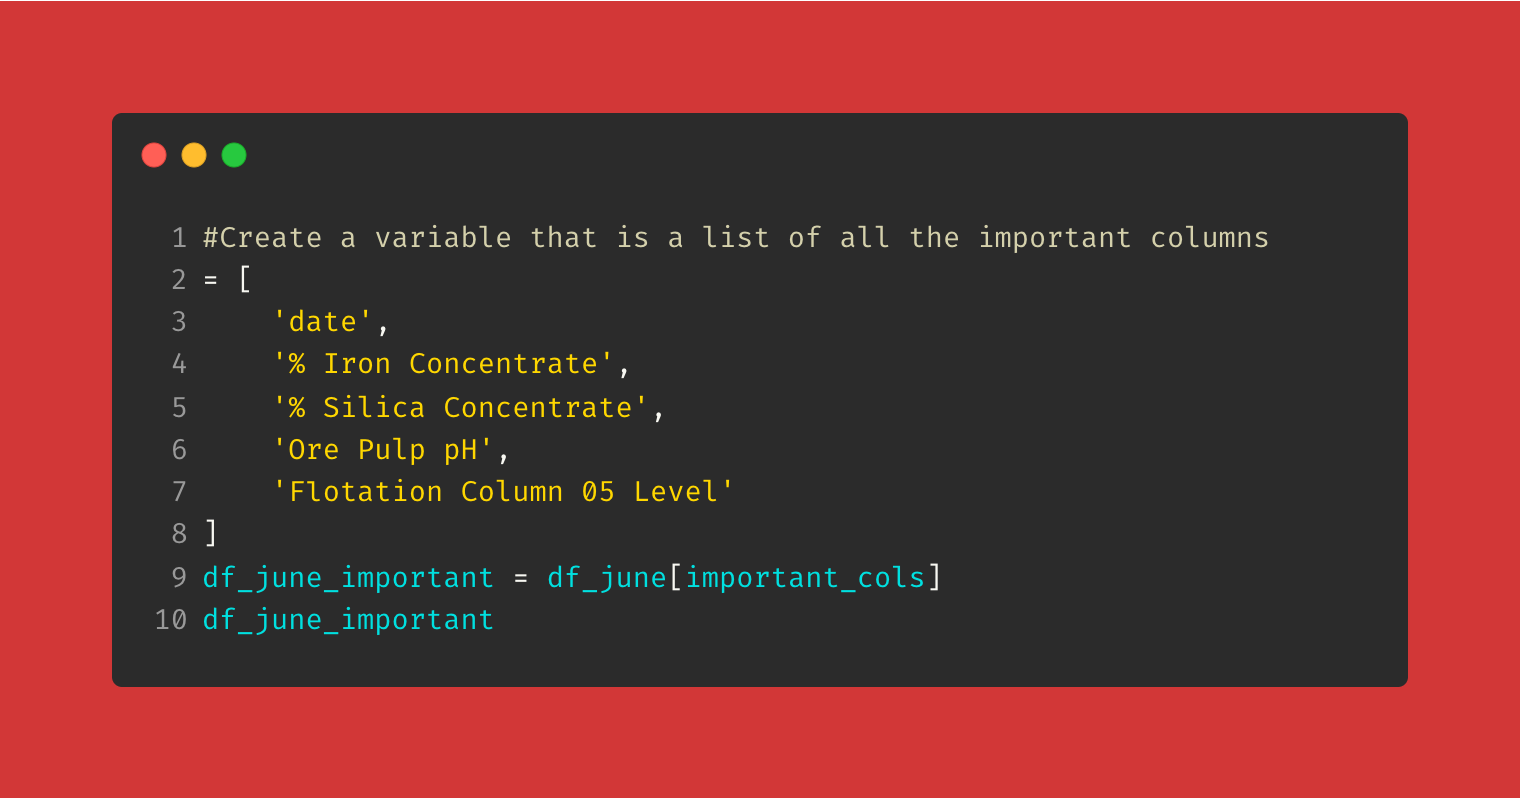 1 #Create a variable that is a list of all the important columns
2 = [
3     'date',
4     '% Iron Concentrate',
5     '% Silica Concentrate',
6     'Ore Pulp pH',
7     'Flotation Column 05 Level'
8 ]
9 df_june_important = df_june[important_cols]
10 df_june_important